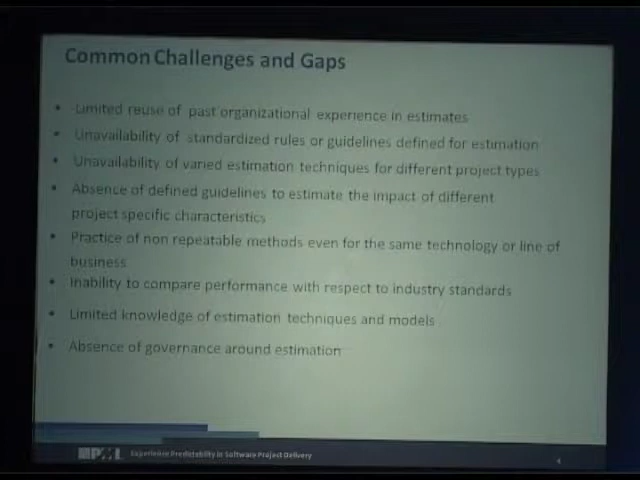 Common Challenges and Gaps
• Limited reuse of past organizational experience in estimates
• Unavailability of standardized rules or guidelines defined for estimation
• Unavailability of varied estimation techniques for different project types
• Absence of defined guidelines to estimate the impact of different
project specific characteristics
• Practice of non repeatable methods even for the same technology or line of
business
• Inability to compare performance with respect to industry standards
• Limited knowledge of estimation techniques and models
• Absence of governance around estimation
Experience Predictability in Software Project Delivery
4